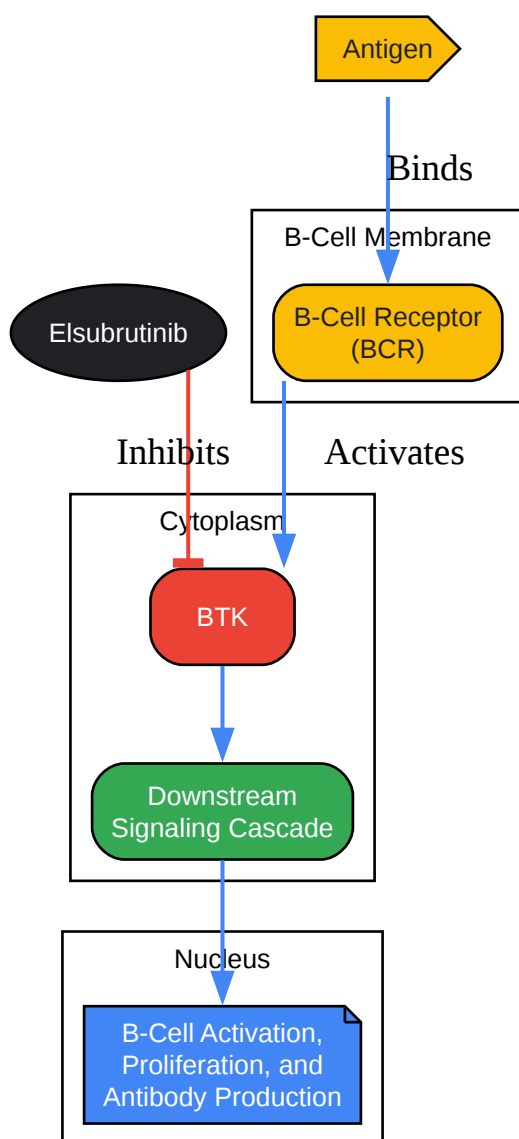 Antigen
Binds
B-Cell Membrane
B-Cell Receptor
(BCR)
Elsubrutinib
Inhibits
Activates
Cytoplasm
BTK
Downstream
Signaling Cascade
Nucleus
B-Cell Activation,
Proliferation, and
Antibody Production